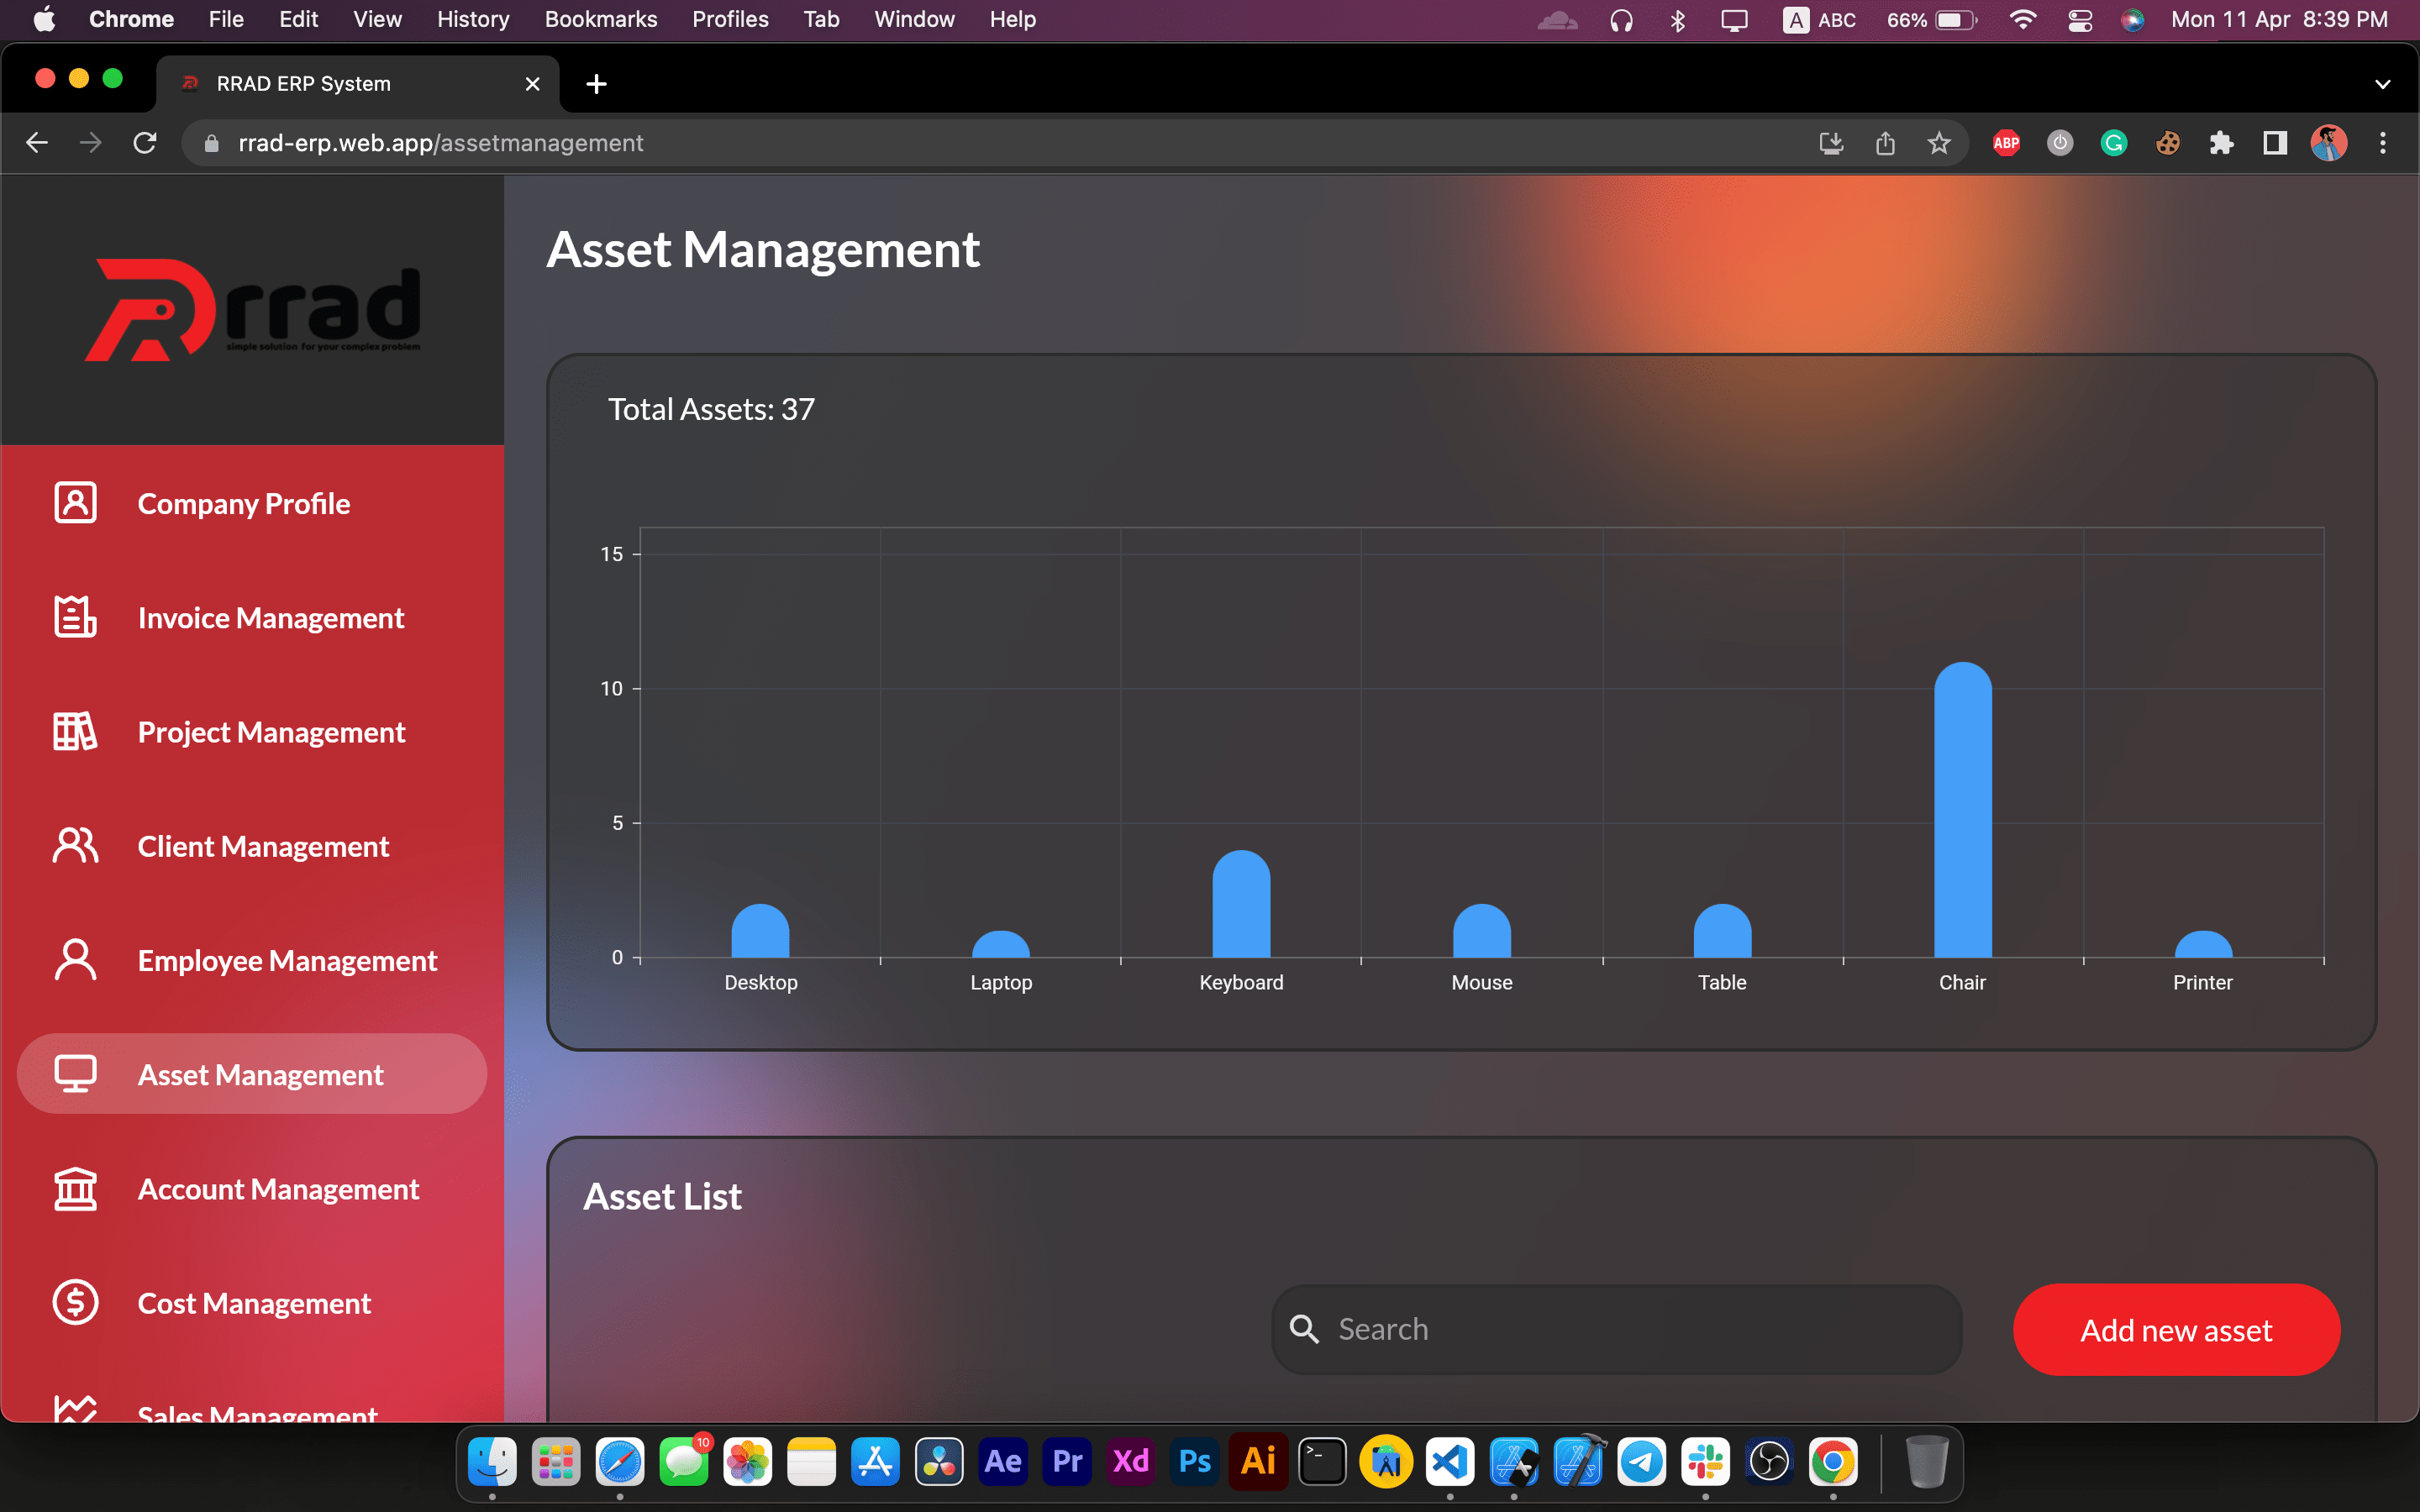 Chrome File Edit View History Bookmarks Profiles Tab Window Help A ABC 66% Mon 11 Apr 8:39 PM
RRAD ERP System
rrad-erp.web.app/assetmanagement
ABP
rrad
simple solution for your complex problem
Company Profile
Invoice Management
Project Management
Client Management
Employee Management
Asset Management
Account Management
Cost Management
Sales Management
Asset Management
Total Assets: 37
15
10
5
0
Desktop Laptop Keyboard Mouse Table Chair Printer
Asset List
Search
Add new asset
10
Ae Pr Xd Ps Ai